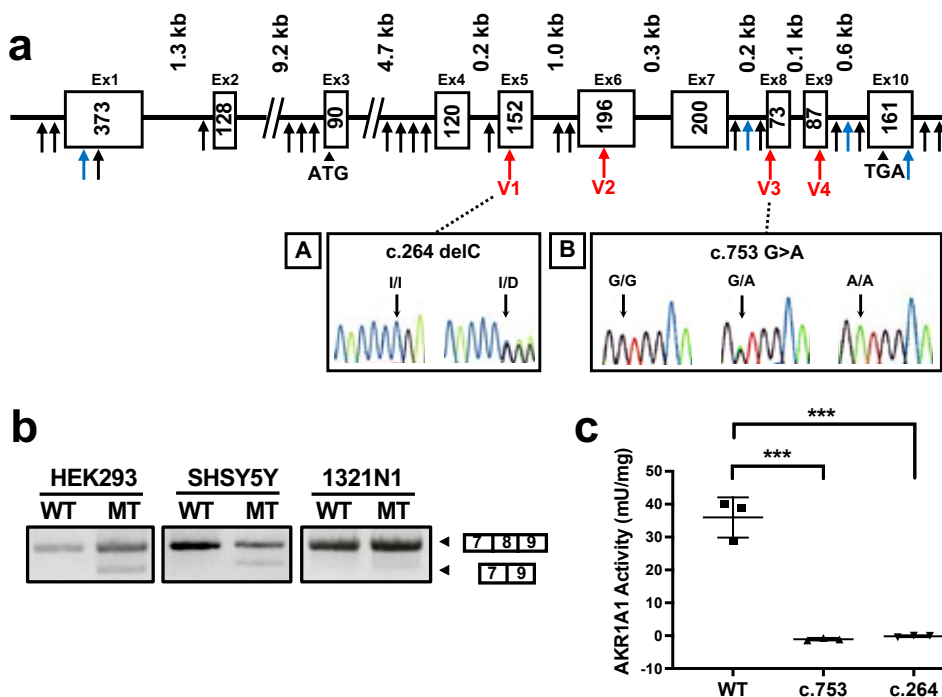 a
1.3 kb 9.2 kb 4.7 kb 0.2 kb 1.0 kb 0.3 kb 0.2 kb 0.1 kb 0.6 kb
Ex1 Ex2 Ex3 Ex4 Ex5 Ex6 Ex7 Ex8 Ex9 Ex10
373 128 90 120 152 196 200 73 87 161
ATG TGA
V1 V2 V3 V4
A
c.264 delC
I/I I/D
B
c.753 G>A
G/G G/A A/A
b
HEK293 SHSY5Y 1321N1
WT MT WT MT WT MT
7 8 9
7 9
c
***
***
AKR1A1 Activity (mU/mg)
50
40
30
20
10
0
-10
WT c.753 c.264